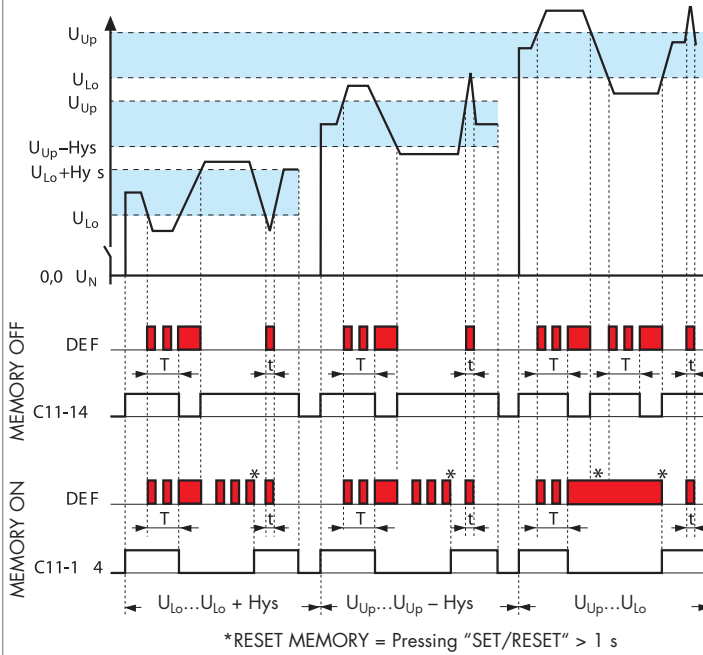 U_Up
U_Lo
U_Up
U_Up–Hys
U_Lo+Hy s
U_Lo
0,0 U_N
MEMORY OFF
DEF
T t T t T T t
C11-14
MEMORY ON
* * * *
DEF
T t T t T t
C11-1 4
U_Lo...U_Lo + Hys U_Up...U_Up – Hys U_Up...U_Lo
*RESET MEMORY = Pressing “SET/RESET“ > 1 s